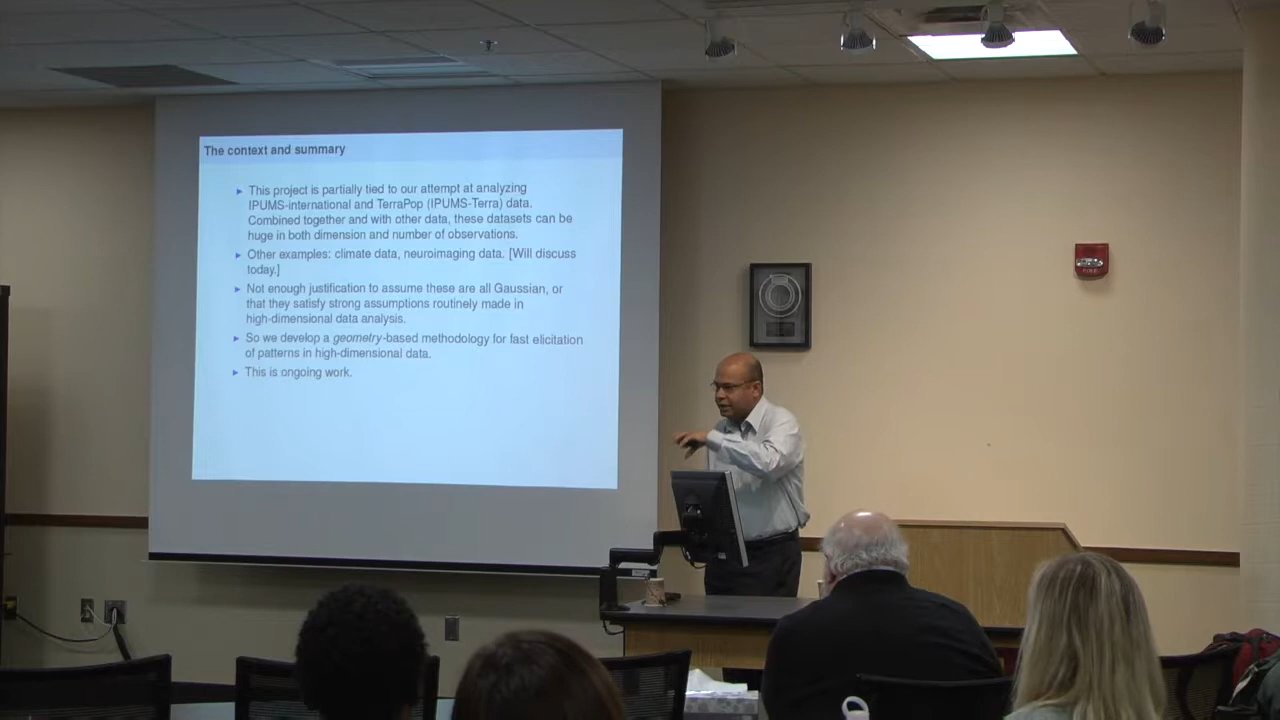 The context and summary
▸ This project is partially tied to our attempt at analyzing
IPUMS-international and TerraPop (IPUMS-Terra) data.
Combined together and with other data, these datasets can be
huge in both dimension and number of observations.
▸ Other examples: climate data, neuroimaging data. [Will discuss
today.]
▸ Not enough justification to assume these are all Gaussian, or
that they satisfy strong assumptions routinely made in
high-dimensional data analysis.
▸ So we develop a geometry-based methodology for fast elicitation
of patterns in high-dimensional data.
▸ This is ongoing work.
FIRE